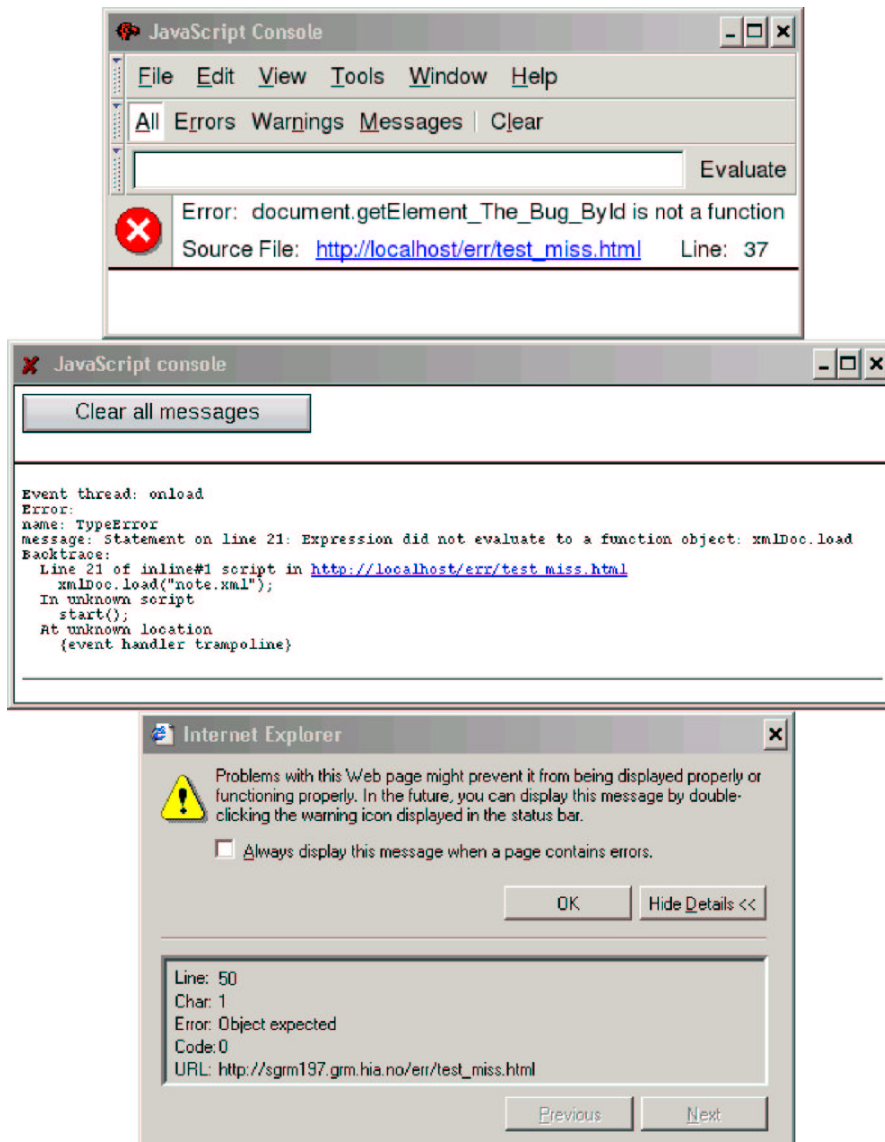 JavaScript Console
File Edit View Tools Window Help
All Errors Warnings Messages Clear
Evaluate
Error: document.getElement_The_Bug_ById is not a function
Source File: http://localhost/err/test_miss.html Line: 37
JavaScript console
Clear all messages
Event thread: onload
Error:
name: TypeError
message: Statement on line 21: Expression did not evaluate to a function object: xmlDoc.load
Backtrace:
Line 21 of inline#1 script in http://localhost/err/test_miss.html
xmlDoc.load("note.xml");
In unknown script
start();
At unknown location
{event handler trampoline}
Internet Explorer
Problems with this Web page might prevent it from being displayed properly or
functioning properly. In the future, you can display this message by double-
clicking the warning icon displayed in the status bar.
Always display this message when a page contains errors.
OK Hide Details <<
Line: 50
Char: 1
Error: Object expected
Code: 0
URL: http://sgrm197.grm.hia.no/err/test_miss.html
Previous Next